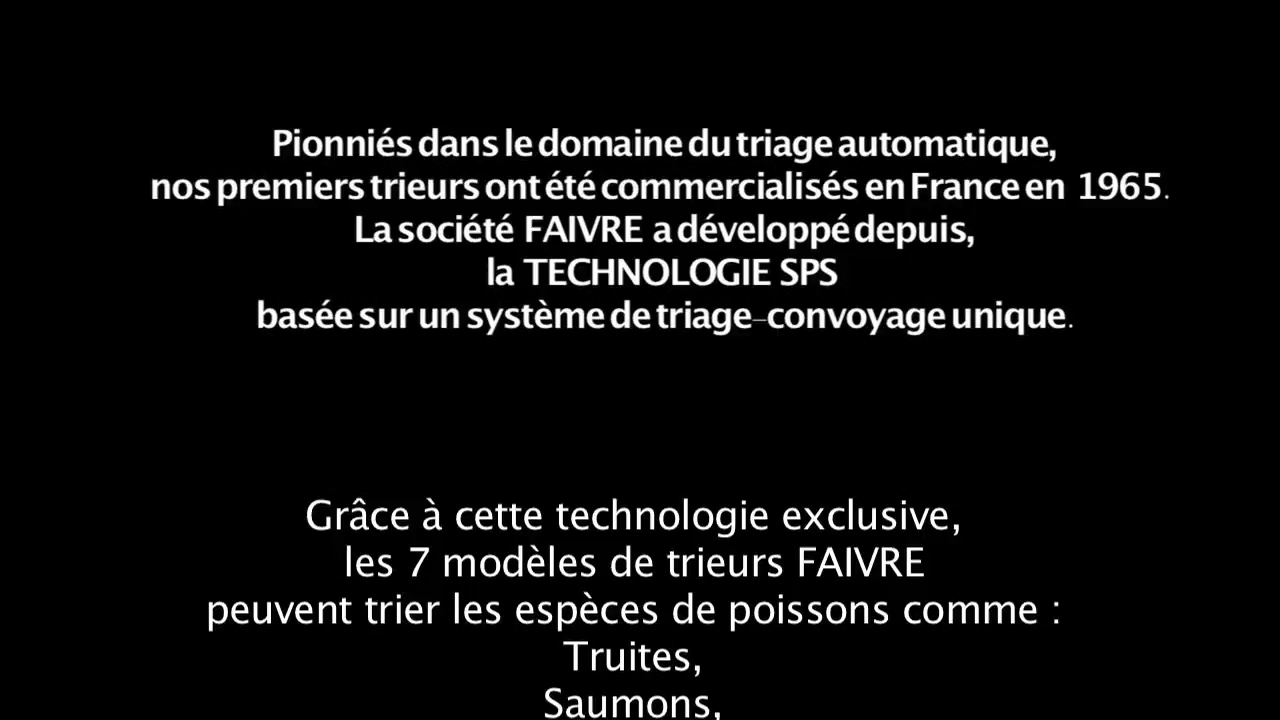 Pionniés dans le domaine du triage automatique,
nos premiers trieurs ont été commercialisés en France en 1965.
La société FAIVRE a développé depuis,
la TECHNOLOGIE SPS
basée sur un système de triage-convoyage unique.
Grâce à cette technologie exclusive,
les 7 modèles de trieurs FAIVRE
peuvent trier les espèces de poissons comme :
Truites,
Saumons,